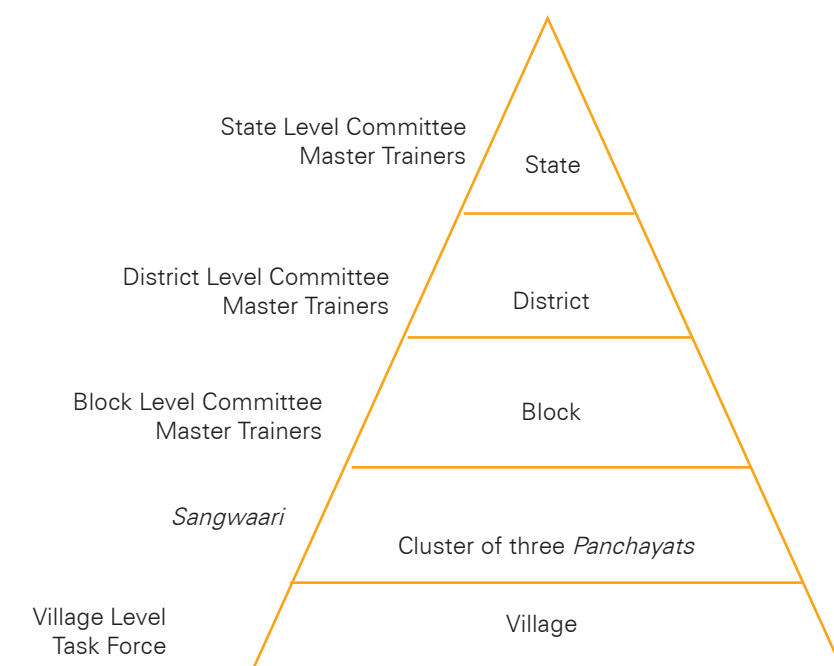 State Level Committee
Master Trainers
State
District Level Committee
Master Trainers
District
Block Level Committee
Master Trainers
Block
Sangwaari
Cluster of three Panchayats
Village Level
Task Force
Village